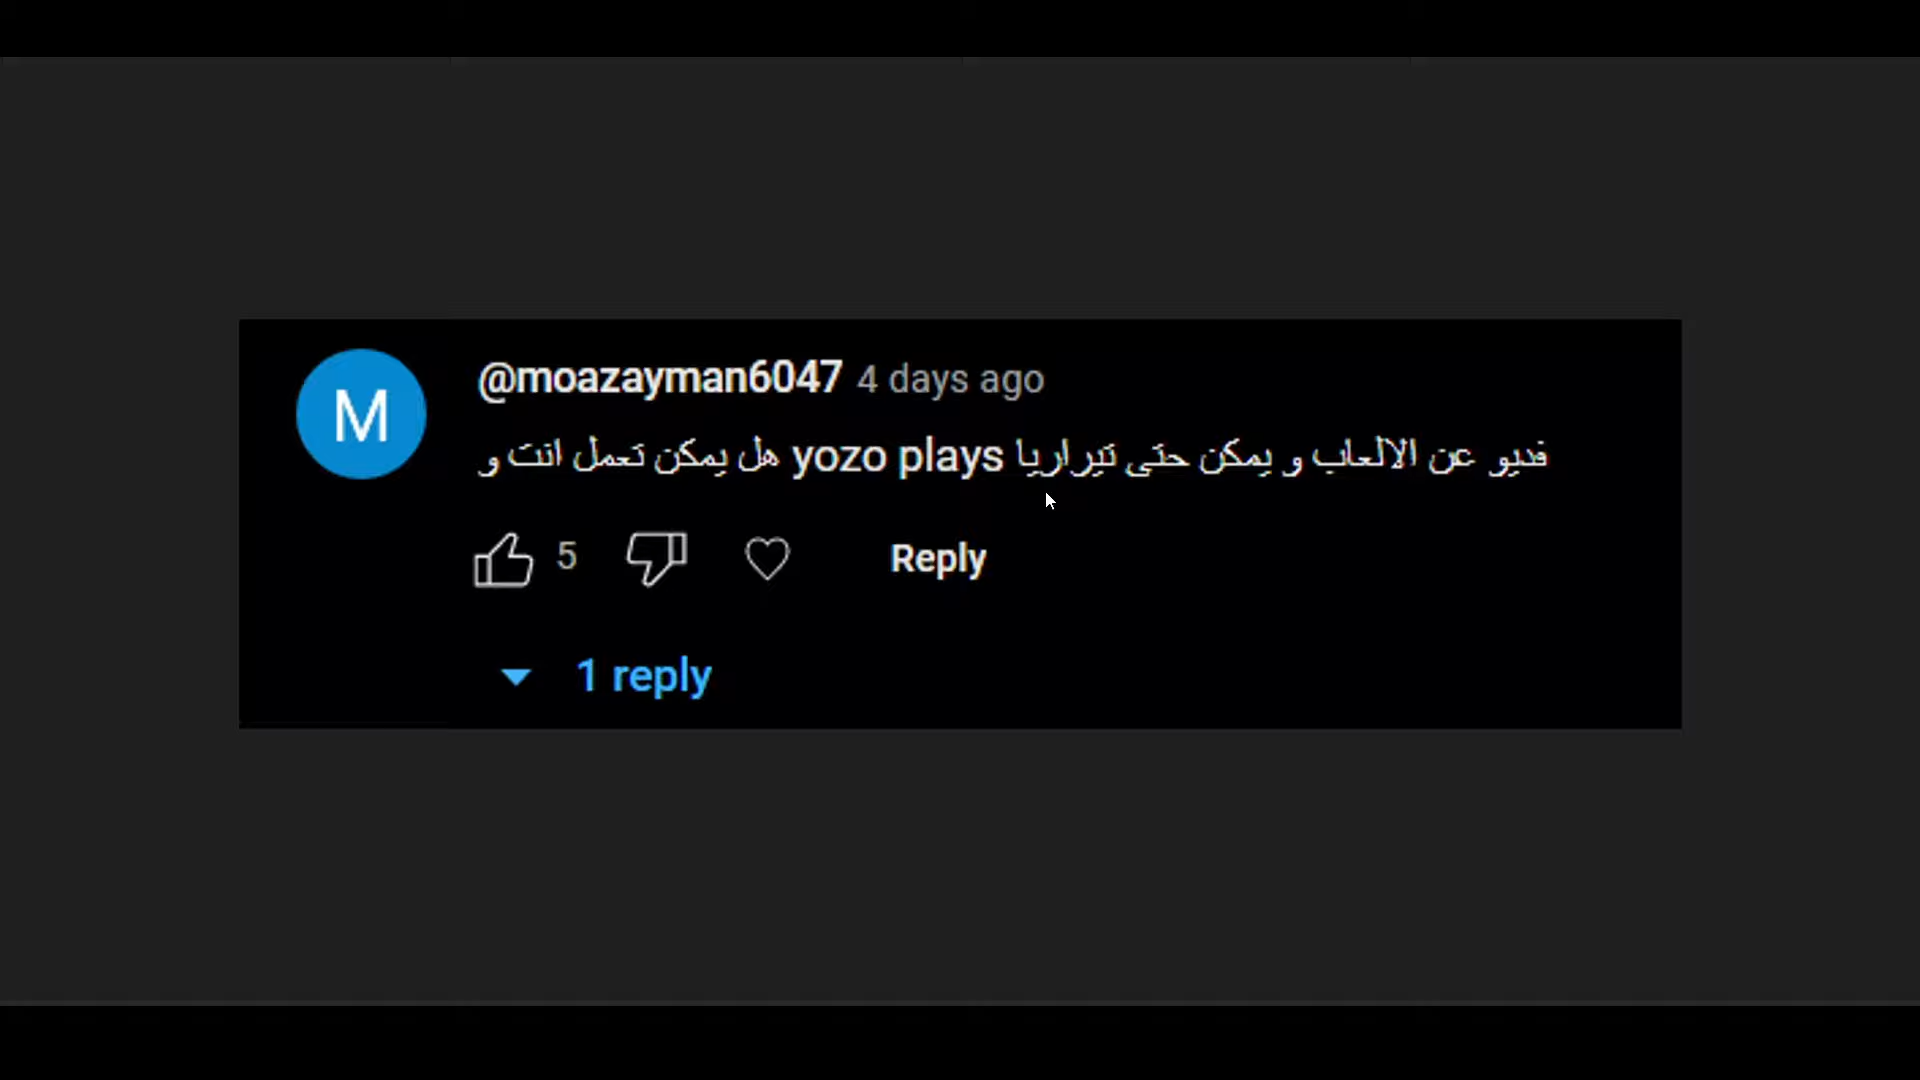 @moazayman6047 4 days ago
هل يمكن تعمل انت و yozo plays فديو عن الالعاب و يمكن حتى تيراريا
5 Reply
1 reply
M